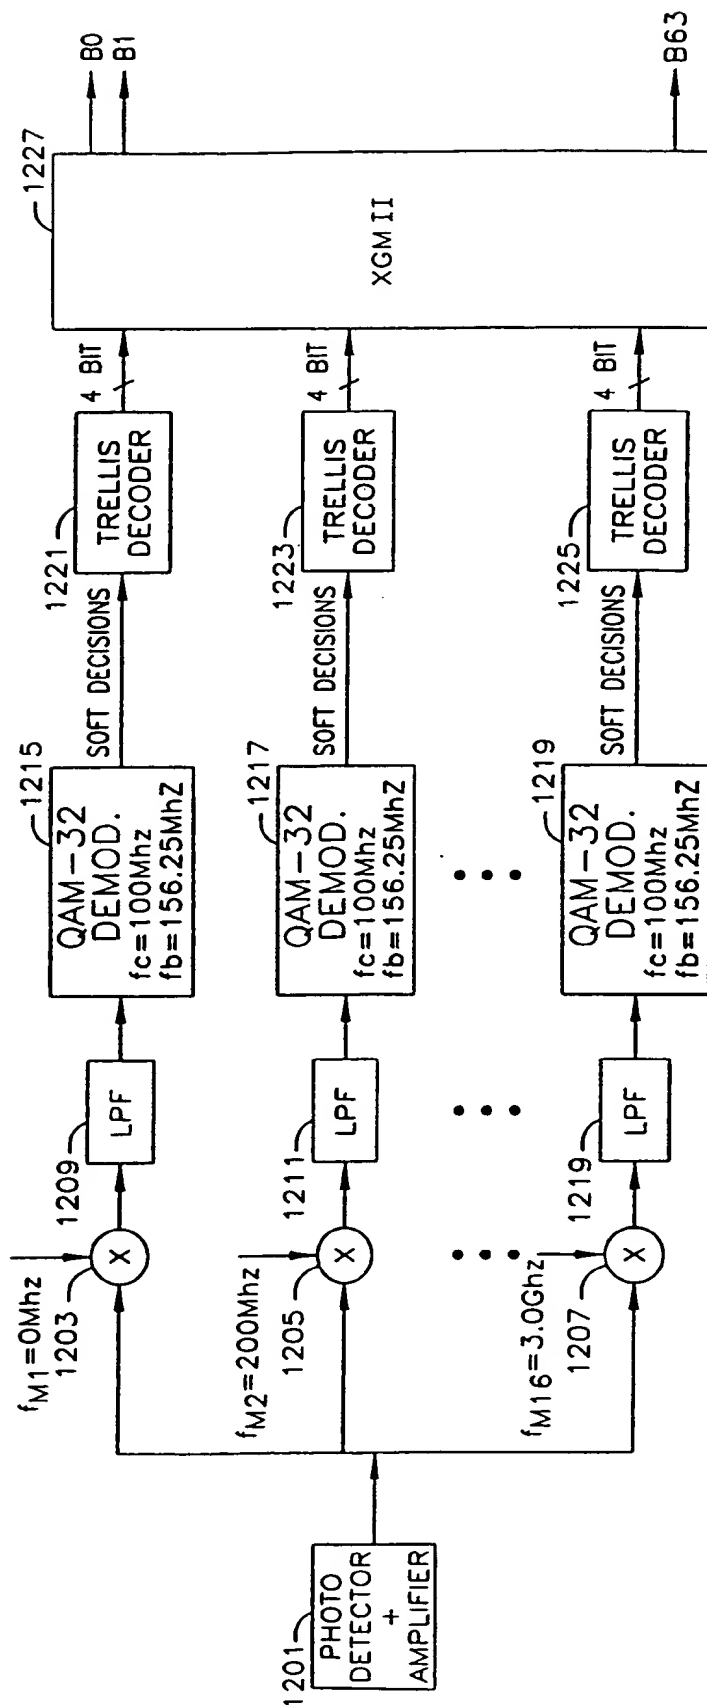 1201
PHOTO
DETECTOR
+
AMPLIFIER
fM1=0Mhz
1203
X
1209
LPF
1215
QAM-32
DEMOD.
fc=100Mhz
fb=156.25MhZ
SOFT DECISIONS
1221
TRELLIS
DECODER
4 BIT
fM2=200Mhz
1205
X
1211
LPF
1217
QAM-32
DEMOD.
fc=100Mhz
fb=156.25MhZ
SOFT DECISIONS
1223
TRELLIS
DECODER
4 BIT
fM16=3.0Ghz
1207
X
1219
LPF
1219
QAM-32
DEMOD.
fc=100Mhz
fb=156.25MhZ
SOFT DECISIONS
1225
TRELLIS
DECODER
4 BIT
1227
XGM II
B0
B1
B63